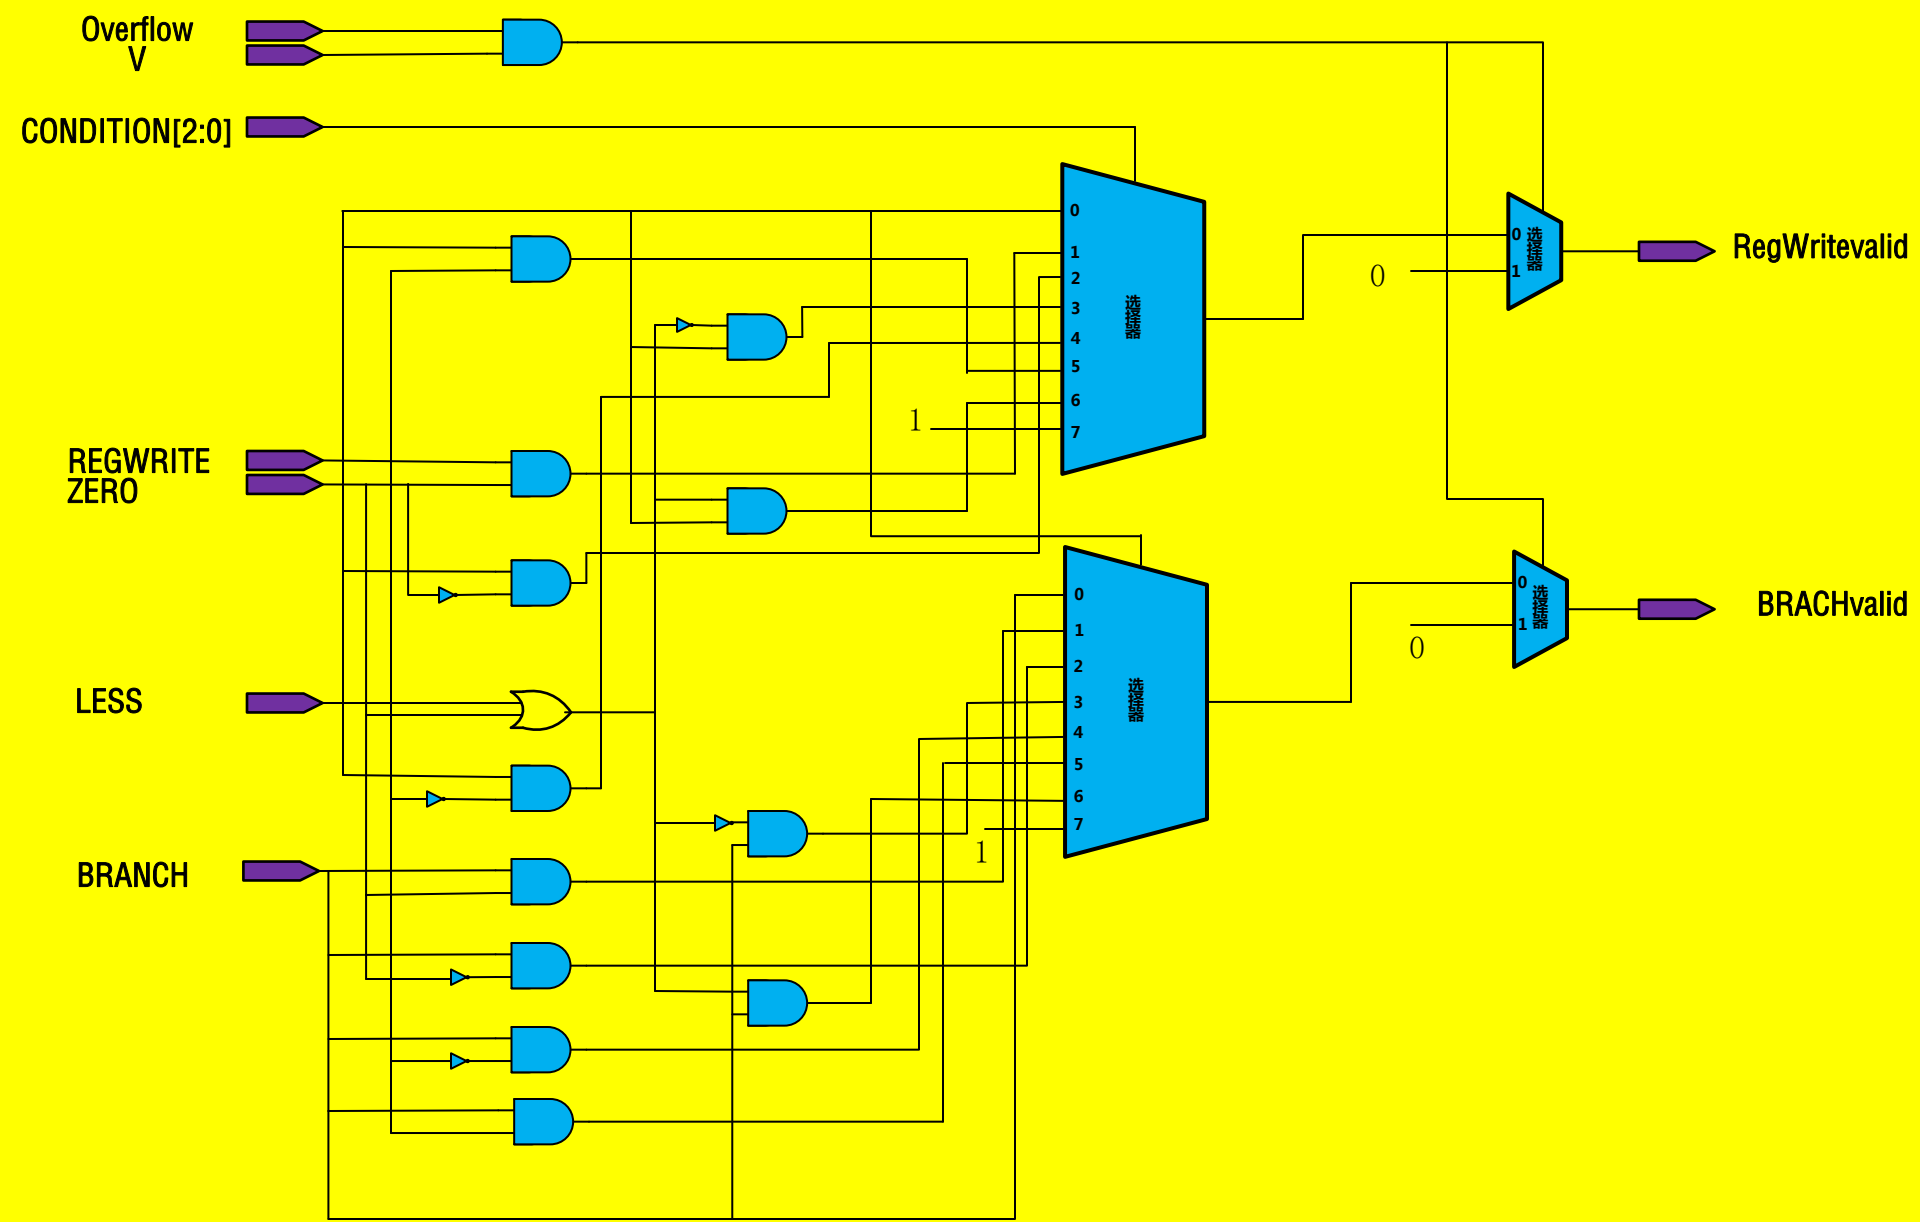 Overflow
V
CONDITION[2:0]
REGWRITE
ZERO
LESS
BRANCH
0
1
2
3
4
5
6
7
选择器
1
0
1
2
3
4
5
6
7
选择器
1
0
1
选择器
0
RegWritevalid
0
1
选择器
0
BRACHvalid